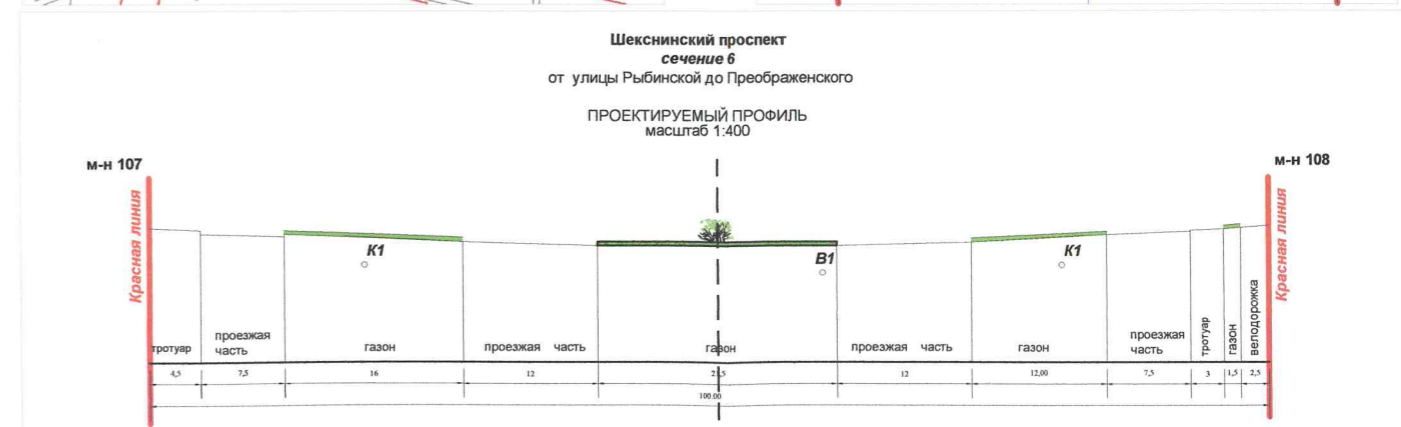 Шекснинский проспект
сечение 6
от улицы Рыбинской до Преображенского
ПРОЕКТИРУЕМЫЙ ПРОФИЛЬ
масштаб 1:400
м-н 107
м-н 108
Красная линия
Красная линия
К1
В1
К1
тротуар
проезжая
часть
газон
проезжая часть
газон
проезжая часть
газон
проезжая
часть
тротуар
газон
велодорожка
4,5
7,5
16
12
21,5
12
12,00
7,5
3
1,5
2,5
100.00